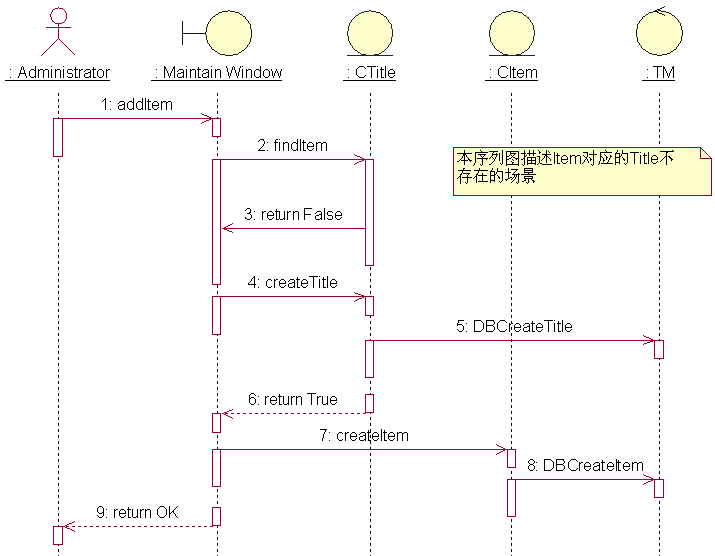 : Administrator
: Maintain Window
: CTitle
: CItem
: TM
1: addItem
2: findItem
本序列图描述Item对应的Title不
存在的场景
3: return False
4: createTitle
5: DBCreateTitle
6: return True
7: createItem
8: DBCreateItem
9: return OK